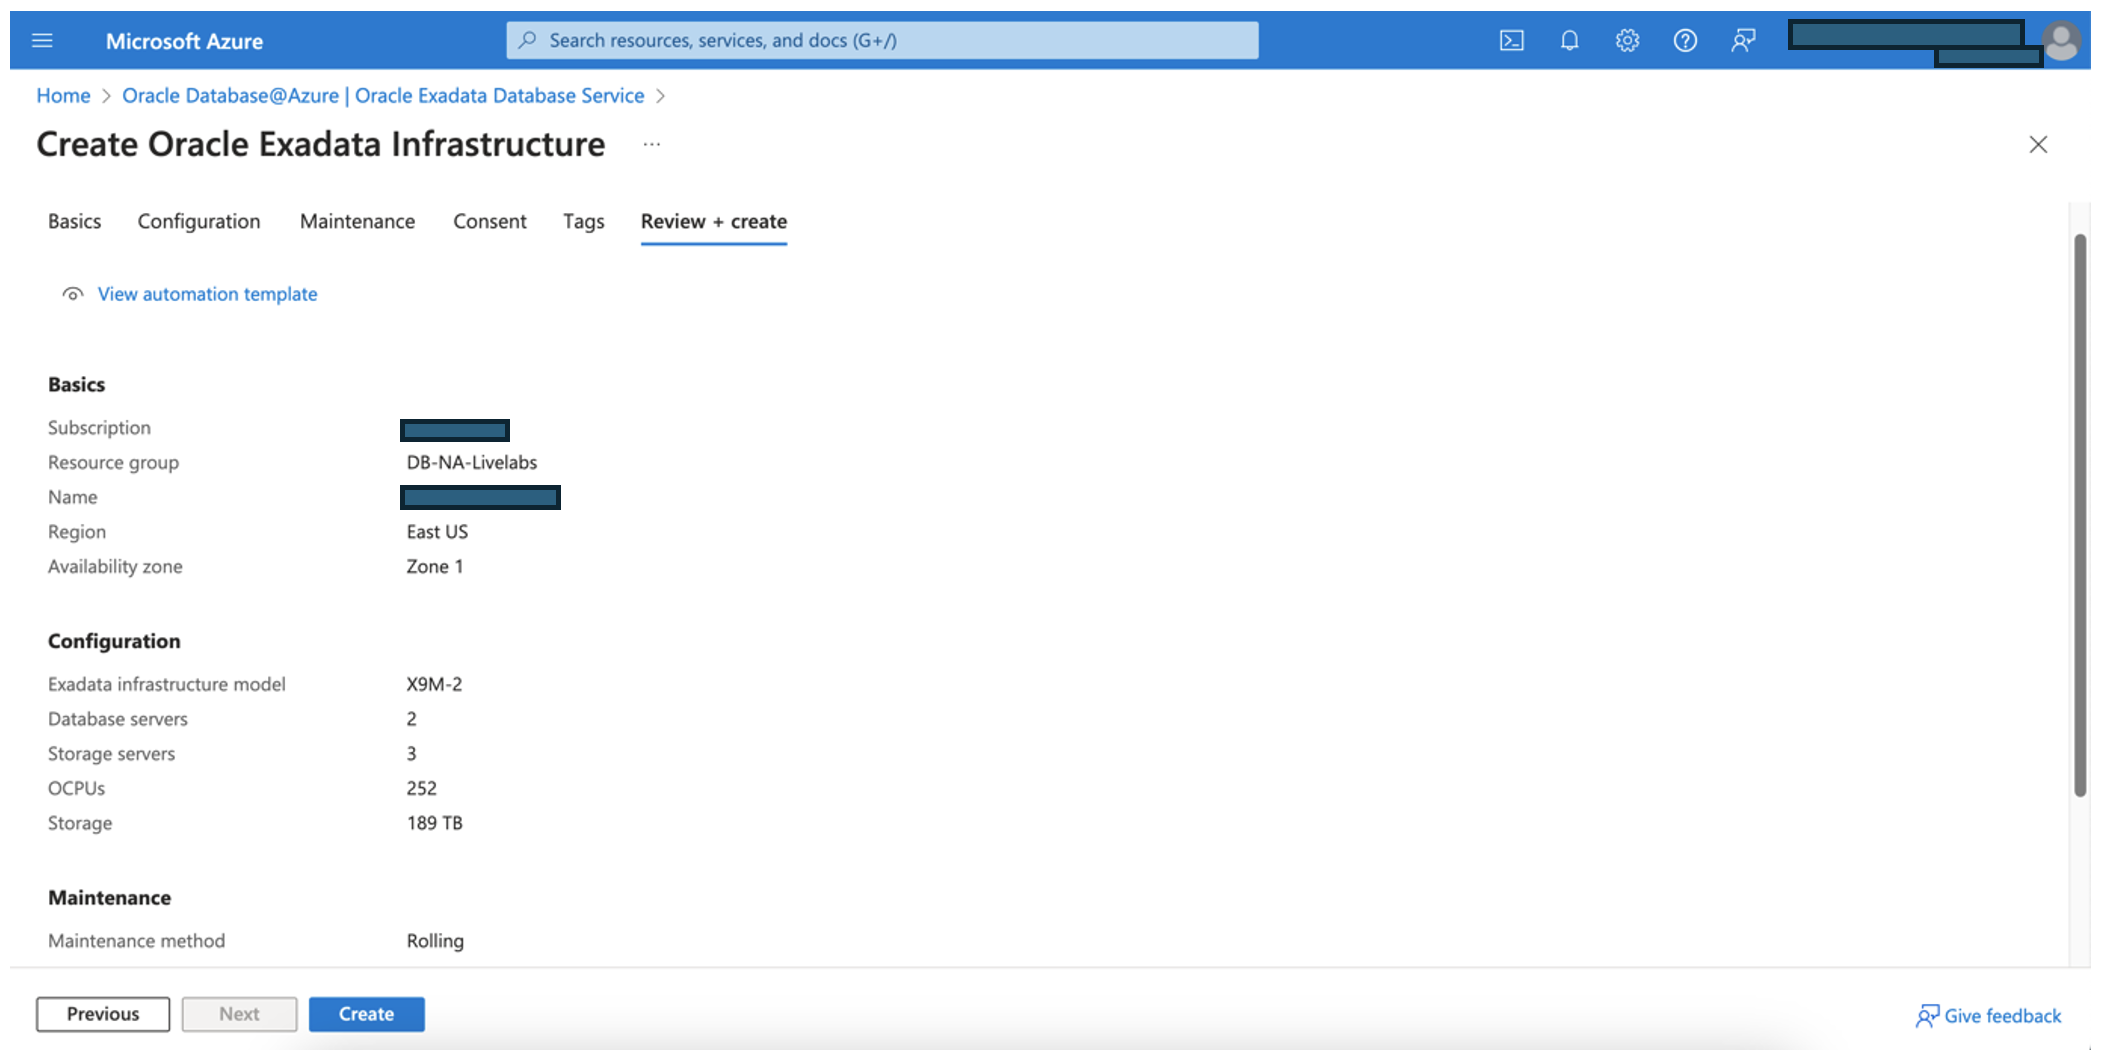 Microsoft Azure
Search resources, services, and docs (G+/)
Home > Oracle Database@Azure | Oracle Exadata Database Service >
Create Oracle Exadata Infrastructure ...
Basics Configuration Maintenance Consent Tags Review + create
View automation template
Basics
Subscription
Resource group DB-NA-Livelabs
Name
Region East US
Availability zone Zone 1
Configuration
Exadata infrastructure model X9M-2
Database servers 2
Storage servers 3
OCPUs 252
Storage 189 TB
Maintenance
Maintenance method Rolling
Previous Next Create
Give feedback